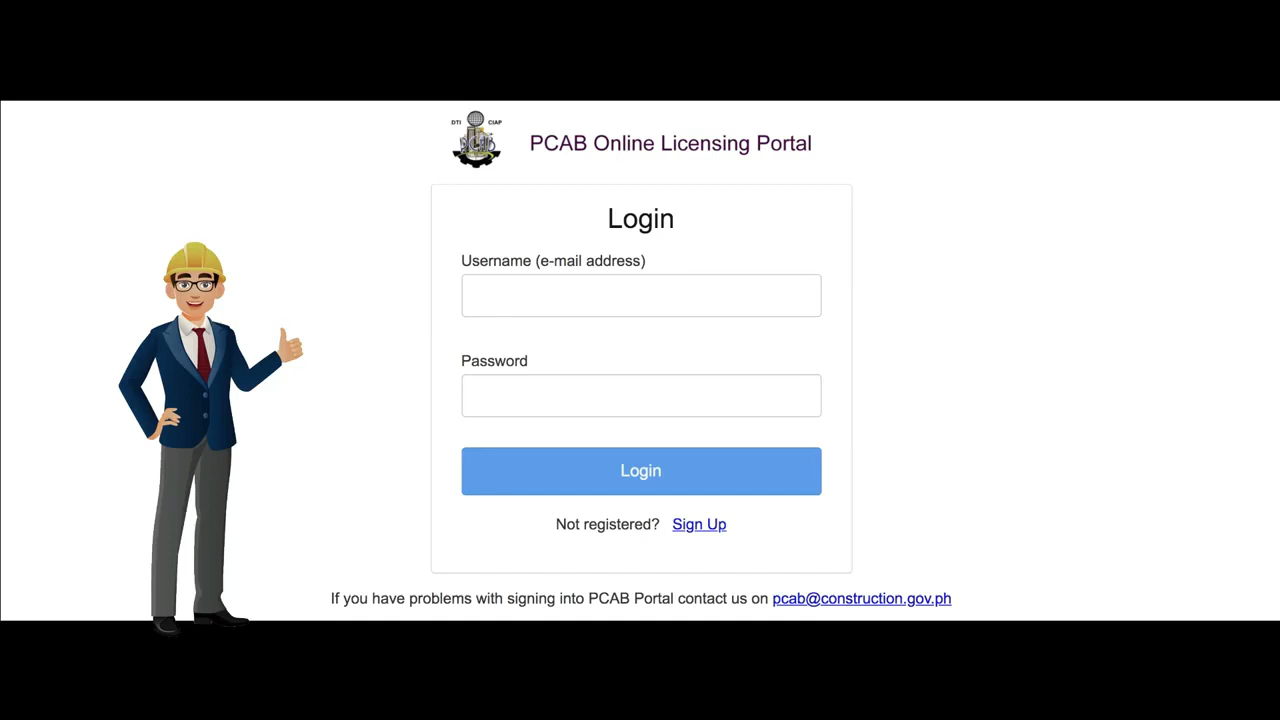 DTI CIAP
PCAB Online Licensing Portal
Login
Username (e-mail address)
Password
Login
Not registered? Sign Up
If you have problems with signing into PCAB Portal contact us on pcab@construction.gov.ph